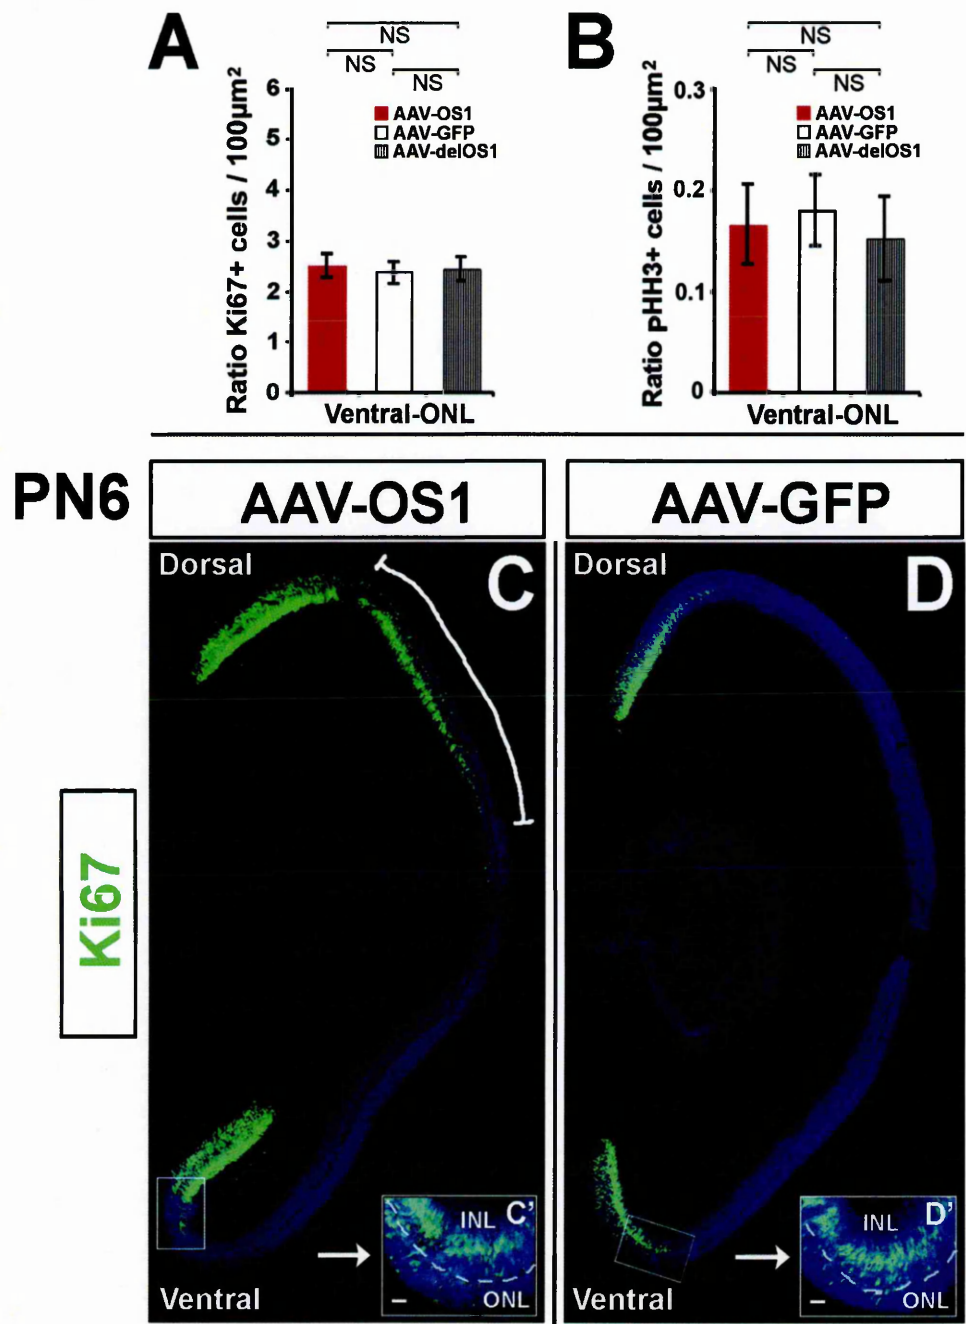 A
NS
NS
NS
Ratio Ki67+ cells / 100µm²
6
5
4
3
2
1
0
AAV-OS1
AAV-GFP
AAV-delOS1
Ventral-ONL
B
NS
NS
NS
Ratio pHH3+ cells / 100µm²
0.3
0.2
0.1
0
AAV-OS1
AAV-GFP
AAV-delOS1
Ventral-ONL
PN6
AAV-OS1
AAV-GFP
Ki67
Dorsal
C
Ventral
INL
C'
ONL
Dorsal
D
Ventral
INL
D'
ONL